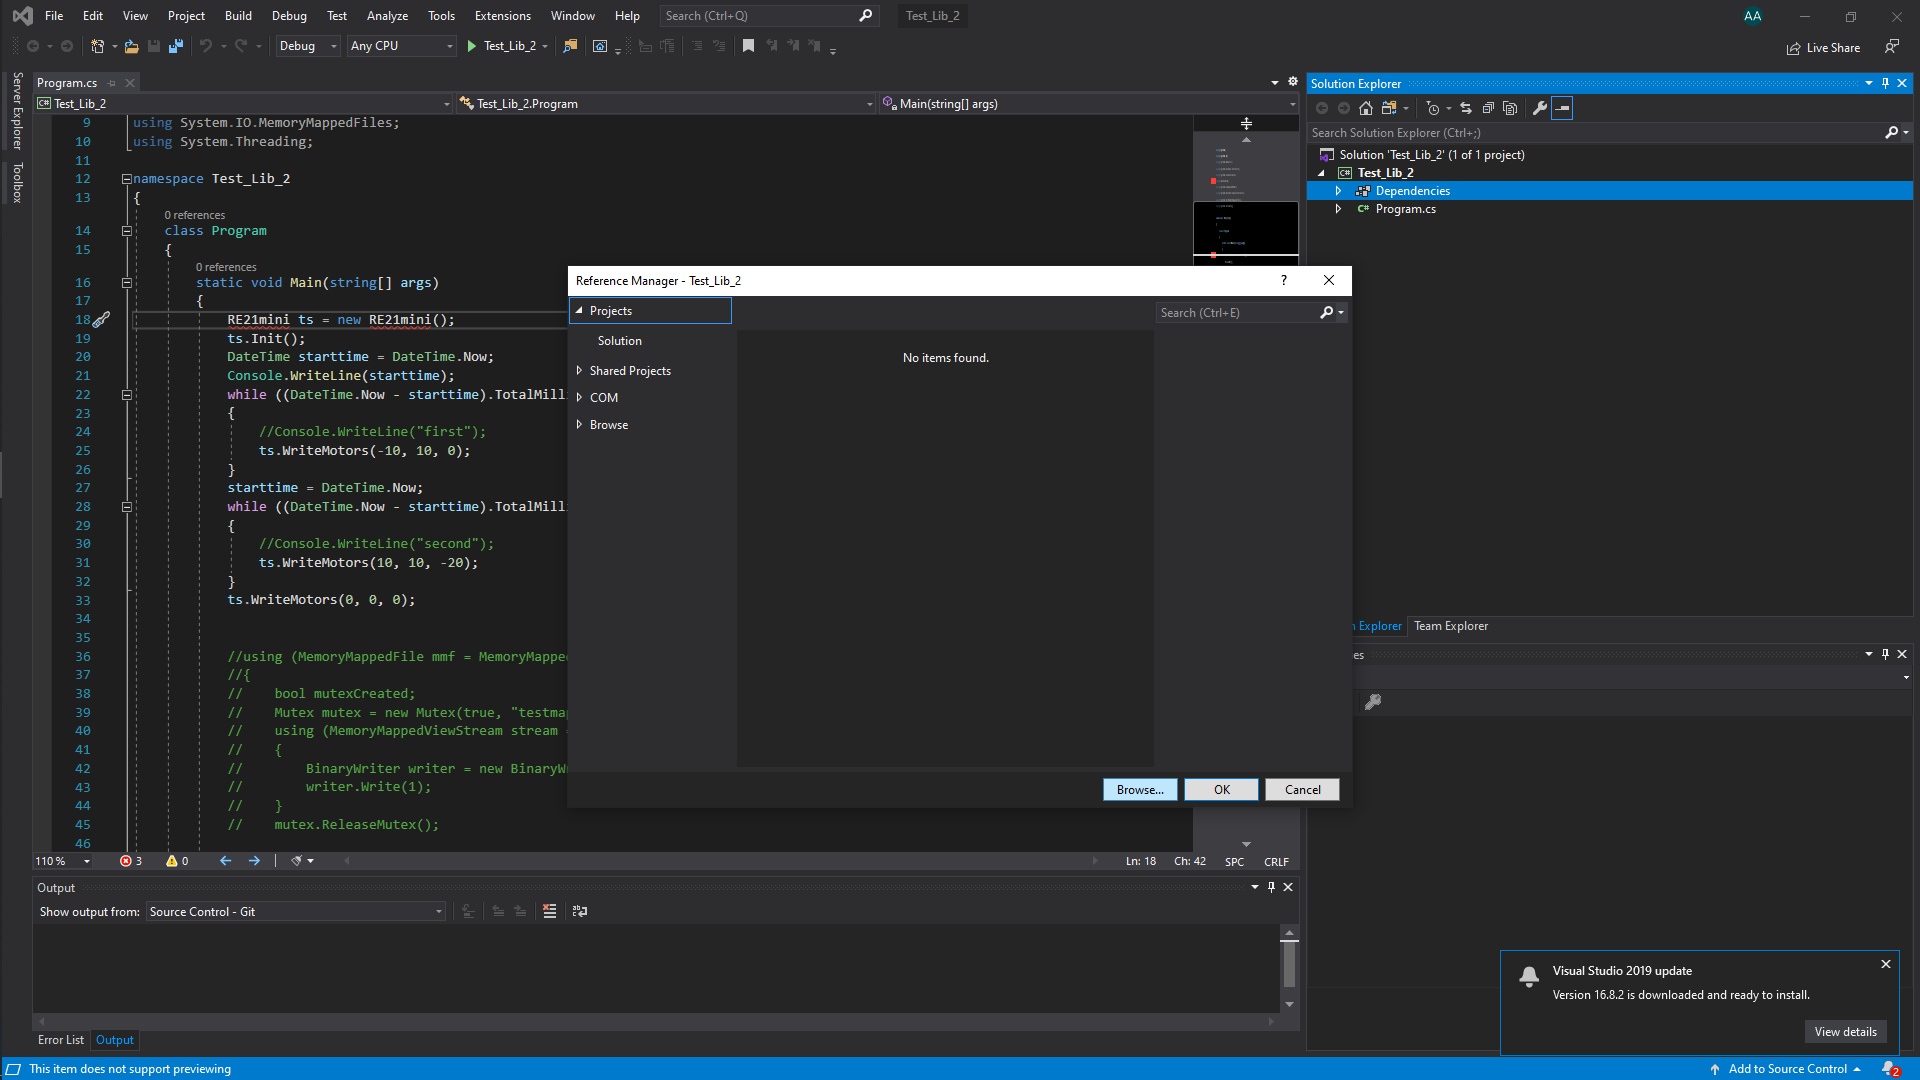 File Edit View Project Build Debug Test Analyze Tools Extensions Window Help Search (Ctrl+Q) Test_Lib_2 AA
Debug Any CPU Test_Lib_2 Live Share
Server Explorer
Toolbox
Program.cs
Test_Lib_2 Test_Lib_2.Program Main(string[] args)
9 using System.IO.MemoryMappedFiles;
10 using System.Threading;
11
12 namespace Test_Lib_2
13 {
0 references
14 class Program
15 {
0 references
16 static void Main(string[] args)
17 {
18 RE21mini ts = new RE21mini();
19 ts.Init();
20 DateTime starttime = DateTime.Now;
21 Console.WriteLine(starttime);
22 while ((DateTime.Now - starttime).TotalMilli
23 {
24 //Console.WriteLine("first");
25 ts.WriteMotors(-10, 10, 0);
26 }
27 starttime = DateTime.Now;
28 while ((DateTime.Now - starttime).TotalMilli
29 {
30 //Console.WriteLine("second");
31 ts.WriteMotors(10, 10, -20);
32 }
33 ts.WriteMotors(0, 0, 0);
34
35
36 //using (MemoryMappedFile mmf = MemoryMapped
37 //{
38 // bool mutexCreated;
39 // Mutex mutex = new Mutex(true, "testmap
40 // using (MemoryMappedViewStream stream =
41 // {
42 // BinaryWriter writer = new BinaryWr
43 // writer.Write(1);
44 // }
45 // mutex.ReleaseMutex();
46
110 % 3 0 Ln: 18 Ch: 42 SPC CRLF
Reference Manager - Test_Lib_2 ?
Projects
Search (Ctrl+E)
Solution
No items found.
Shared Projects
COM
Browse
Browse... OK Cancel
Solution Explorer
Search Solution Explorer (Ctrl+;)
Solution 'Test_Lib_2' (1 of 1 project)
C# Test_Lib_2
Dependencies
C# Program.cs
n Explorer Team Explorer
es
Output
Show output from: Source Control - Git
Error List Output
Visual Studio 2019 update
Version 16.8.2 is downloaded and ready to install.
View details
This item does not support previewing
Add to Source Control 2